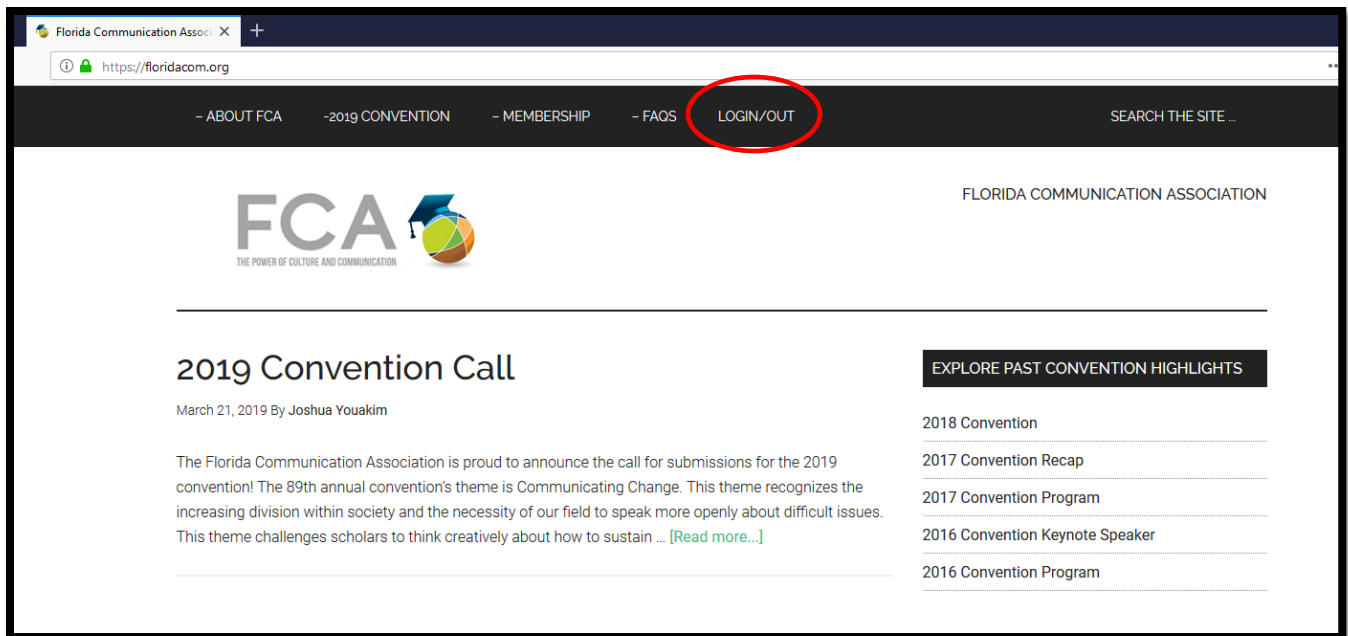 Florida Communication Associ
https://floridacom.org
– ABOUT FCA -2019 CONVENTION – MEMBERSHIP – FAQS LOGIN/OUT SEARCH THE SITE ...
FCA
THE POWER OF CULTURE AND COMMUNICATION
FLORIDA COMMUNICATION ASSOCIATION
2019 Convention Call
March 21, 2019 By Joshua Youakim
The Florida Communication Association is proud to announce the call for submissions for the 2019
convention! The 89th annual convention's theme is Communicating Change. This theme recognizes the
increasing division within society and the necessity of our field to speak more openly about difficult issues.
This theme challenges scholars to think creatively about how to sustain ... [Read more...]
EXPLORE PAST CONVENTION HIGHLIGHTS
2018 Convention
2017 Convention Recap
2017 Convention Program
2016 Convention Keynote Speaker
2016 Convention Program